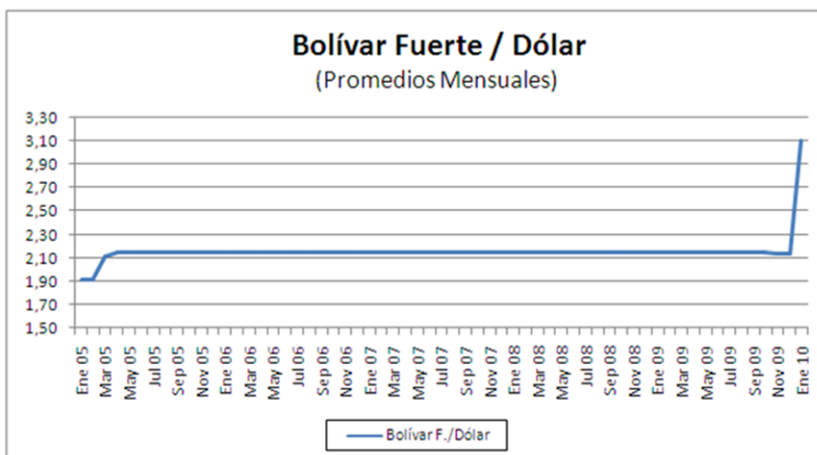 Bolívar Fuerte / Dólar
(Promedios Mensuales)
3,30
3,10
2,90
2,70
2,50
2,30
2,10
1,90
1,70
1,50
Ene 05
Mar 05
May 05
Jul 05
Sep 05
Nov 05
Ene 06
Mar 06
May 06
Jul 06
Sep 06
Nov 06
Ene 07
Mar 07
May 07
Jul 07
Sep 07
Nov 07
Ene 08
Mar 08
May 08
Jul 08
Sep 08
Nov 08
Ene 09
Mar 09
May 09
Jul 09
Sep 09
Nov 09
Ene 10
Bolívar F./Dólar